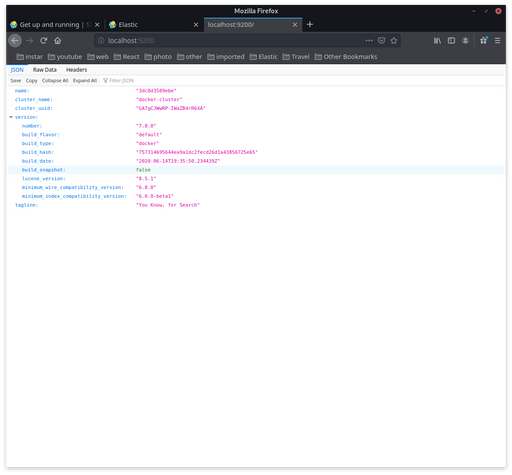 Mozilla Firefox
Get up and running |
Elastic
localhost:9200/
localhost:9200
instar youtube web React photo other imported Elastic Travel Other Bookmarks
JSON Raw Data Headers
Save Copy Collapse All Expand All Filter JSON
name: "3dc8d3589ebe"
cluster_name: "docker-cluster"
cluster_uuid:
version:
number: "7.8.0"
build_flavor: "default"
build_type: "docker"
build_hash: "757314695644ea9a1dc2fecd26d1a43856725e65"
build_date: "2020-06-14T19:35:50.234439Z"
build_snapshot: false
lucene_version: "8.5.1"
minimum_wire_compatibility_version: "6.8.0"
minimum_index_compatibility_version: "6.0.0-beta1"
tagline: "You Know, for Search"